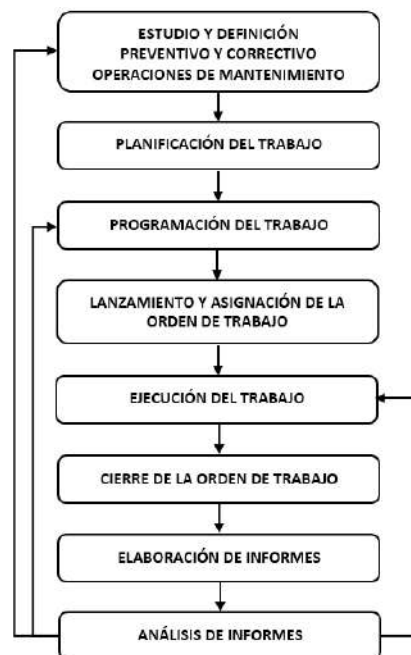 ESTUDIO Y DEFINICIÓN
PREVENTIVO Y CORRECTIVO
OPERACIONES DE MANTENIMIENTO
PLANIFICACIÓN DEL TRABAJO
PROGRAMACIÓN DEL TRABAJO
LANZAMIENTO Y ASIGNACIÓN DE LA
ORDEN DE TRABAJO
EJECUCIÓN DEL TRABAJO
CIERRE DE LA ORDEN DE TRABAJO
ELABORACIÓN DE INFORMES
ANÁLISIS DE INFORMES